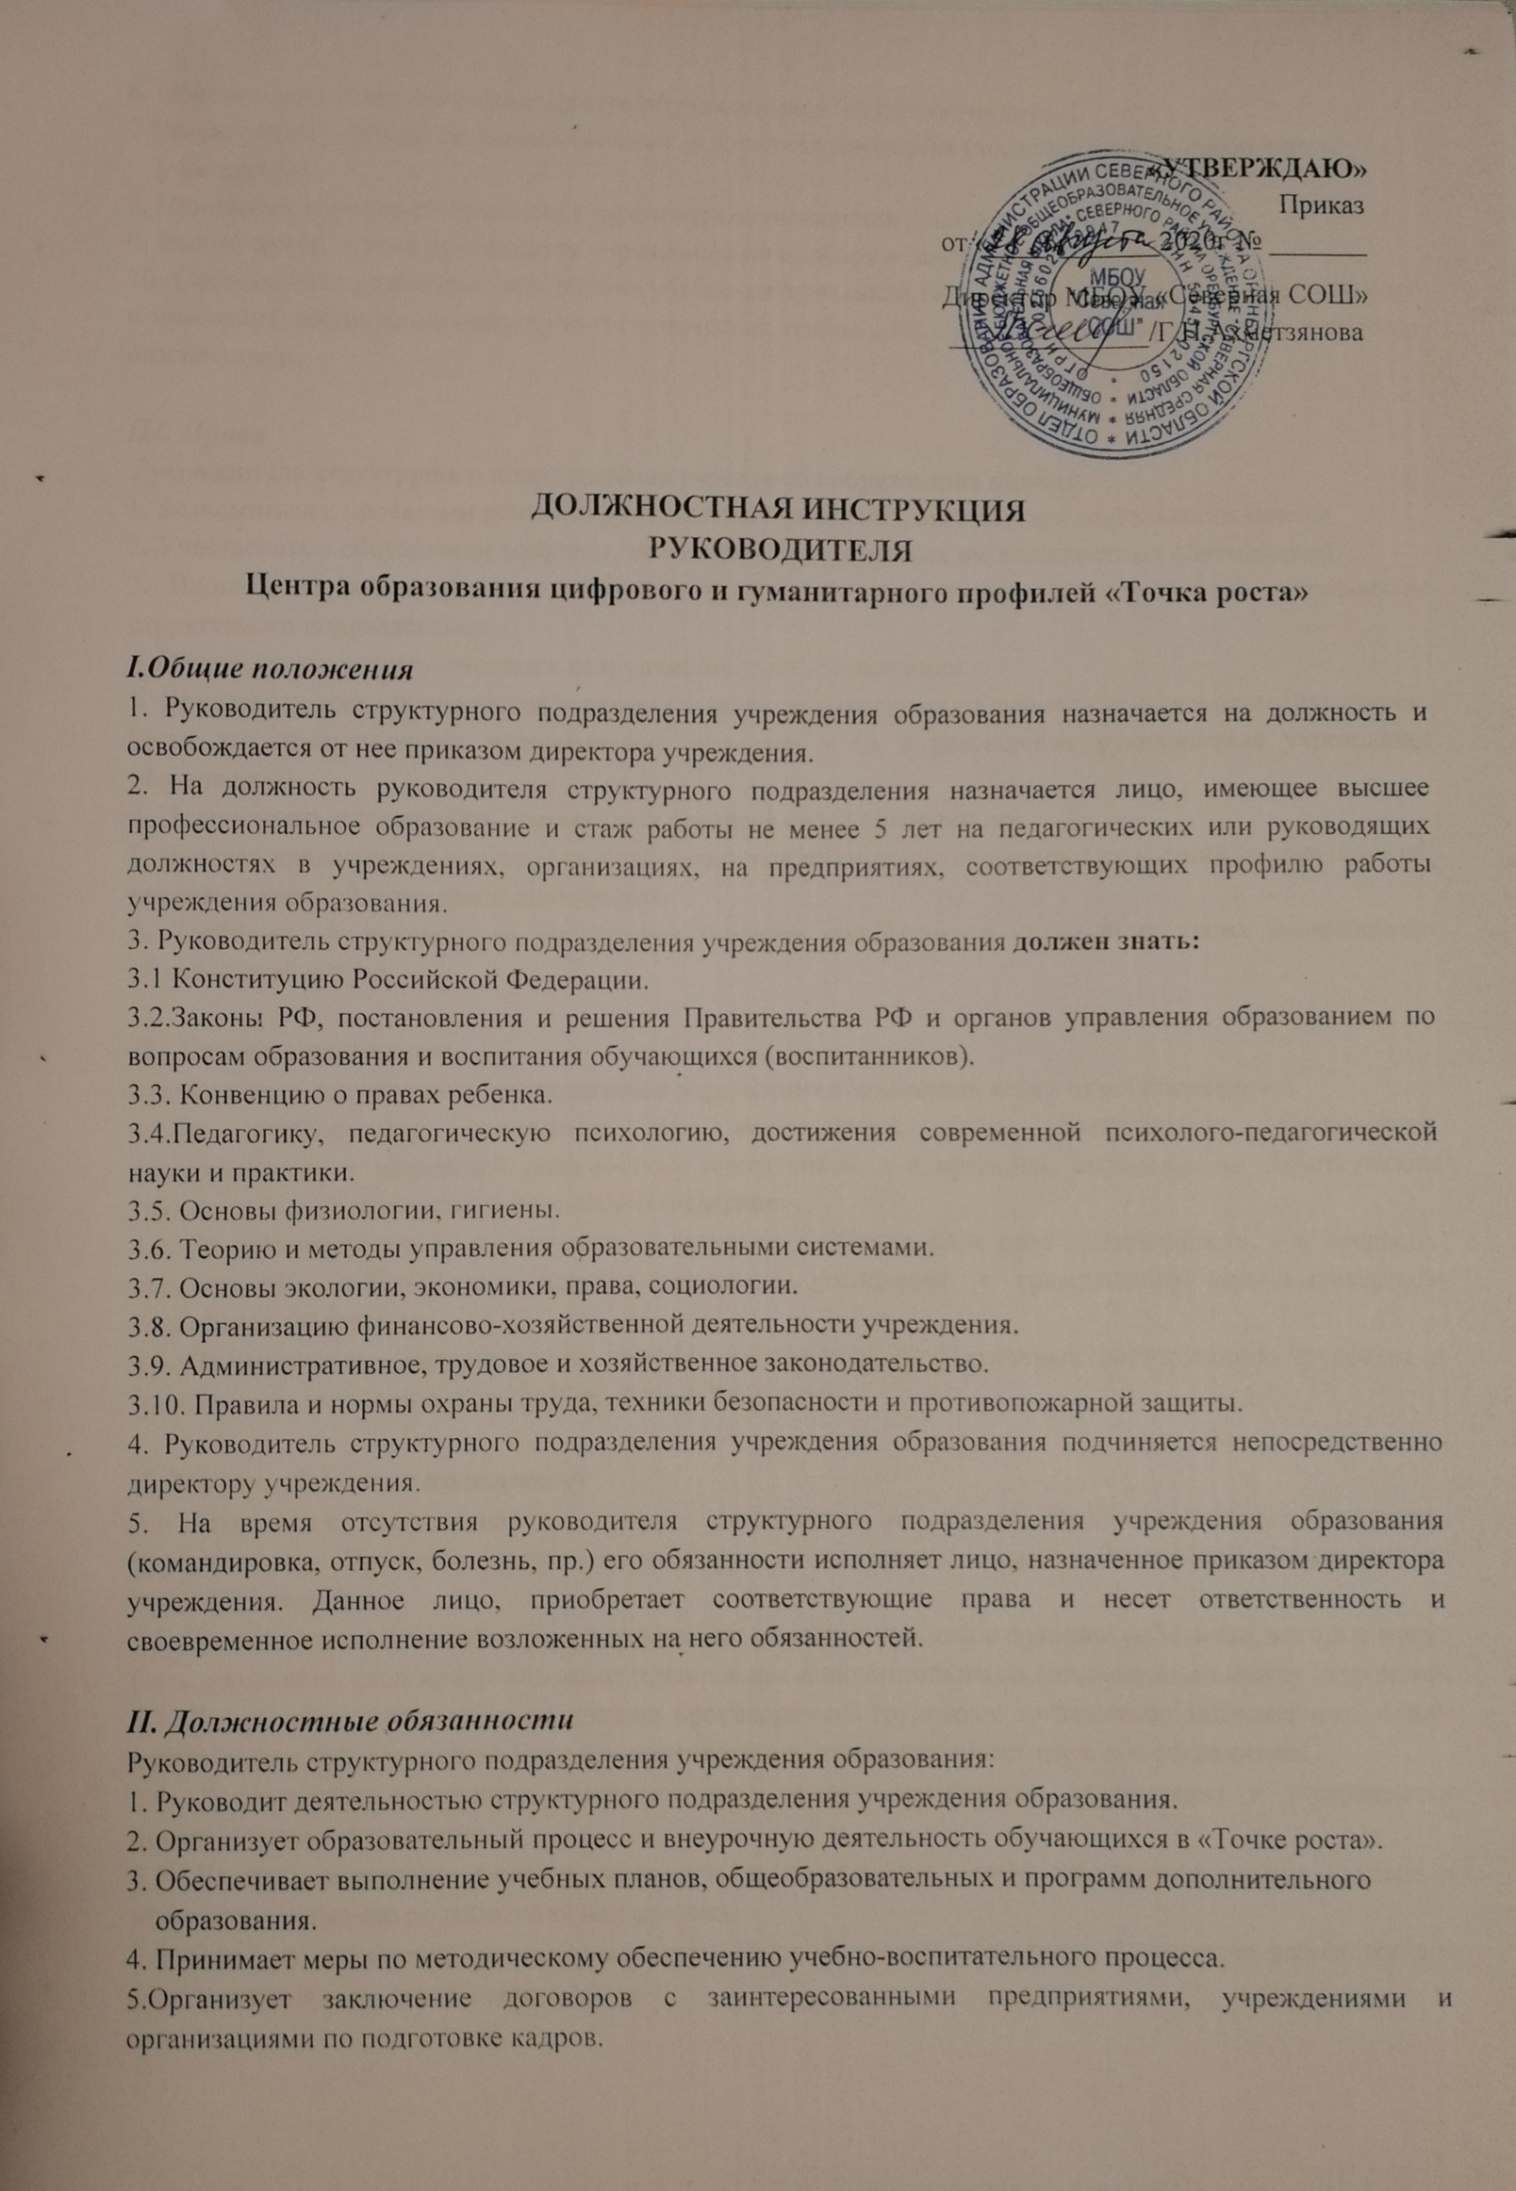 «УТВЕРЖДАЮ»
Приказ
от августа 2020г №
Директор МБОУ «Северная СОШ»
/Г.Н.Ахметзянова
ОТДЕЛ ОБРАЗОВАНИЯ АДМИНИСТРАЦИИ СЕВЕРНОГО РАЙОНА ОРЕНБУРГСКОЙ ОБЛАСТИ
МБОУ
"Северная
СОШ"
ДОЛЖНОСТНАЯ ИНСТРУКЦИЯ
РУКОВОДИТЕЛЯ
Центра образования цифрового и гуманитарного профилей «Точка роста»
I.Общие положения
1. Руководитель структурного подразделения учреждения образования назначается на должность и
освобождается от нее приказом директора учреждения.
2. На должность руководителя структурного подразделения назначается лицо, имеющее высшее
профессиональное образование и стаж работы не менее 5 лет на педагогических или руководящих
должностях в учреждениях, организациях, на предприятиях, соответствующих профилю работы
учреждения образования.
3. Руководитель структурного подразделения учреждения образования должен знать:
3.1 Конституцию Российской Федерации.
3.2.Законы РФ, постановления и решения Правительства РФ и органов управления образованием по
вопросам образования и воспитания обучающихся (воспитанников).
3.3. Конвенцию о правах ребенка.
3.4.Педагогику, педагогическую психологию, достижения современной психолого-педагогической
науки и практики.
3.5. Основы физиологии, гигиены.
3.6. Теорию и методы управления образовательными системами.
3.7. Основы экологии, экономики, права, социологии.
3.8. Организацию финансово-хозяйственной деятельности учреждения.
3.9. Административное, трудовое и хозяйственное законодательство.
3.10. Правила и нормы охраны труда, техники безопасности и противопожарной защиты.
4. Руководитель структурного подразделения учреждения образования подчиняется непосредственно
директору учреждения.
5. На время отсутствия руководителя структурного подразделения учреждения образования
(командировка, отпуск, болезнь, пр.) его обязанности исполняет лицо, назначенное приказом директора
учреждения. Данное лицо, приобретает соответствующие права и несет ответственность и
своевременное исполнение возложенных на него обязанностей.
II. Должностные обязанности
Руководитель структурного подразделения учреждения образования:
1. Руководит деятельностью структурного подразделения учреждения образования.
2. Организует образовательный процесс и внеурочную деятельность обучающихся в «Точке роста».
3. Обеспечивает выполнение учебных планов, общеобразовательных и программ дополнительного
образования.
4. Принимает меры по методическому обеспечению учебно-воспитательного процесса.
5.Организует заключение договоров с заинтересованными предприятиями, учреждениями и
организациями по подготовке кадров.